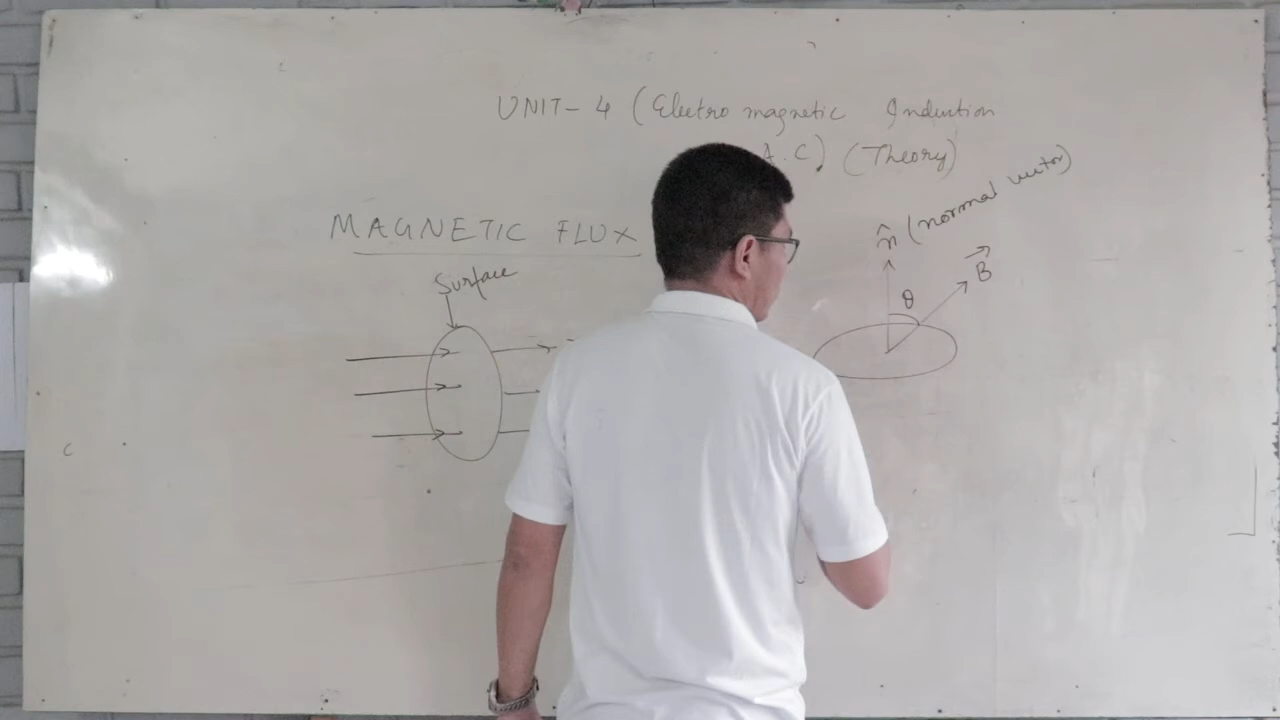 UNIT-4 (Electro magnetic Induction
A.C) (Theory)
MAGNETIC FLUX
Surface
n̂ (normal vector)
θ
B⃗